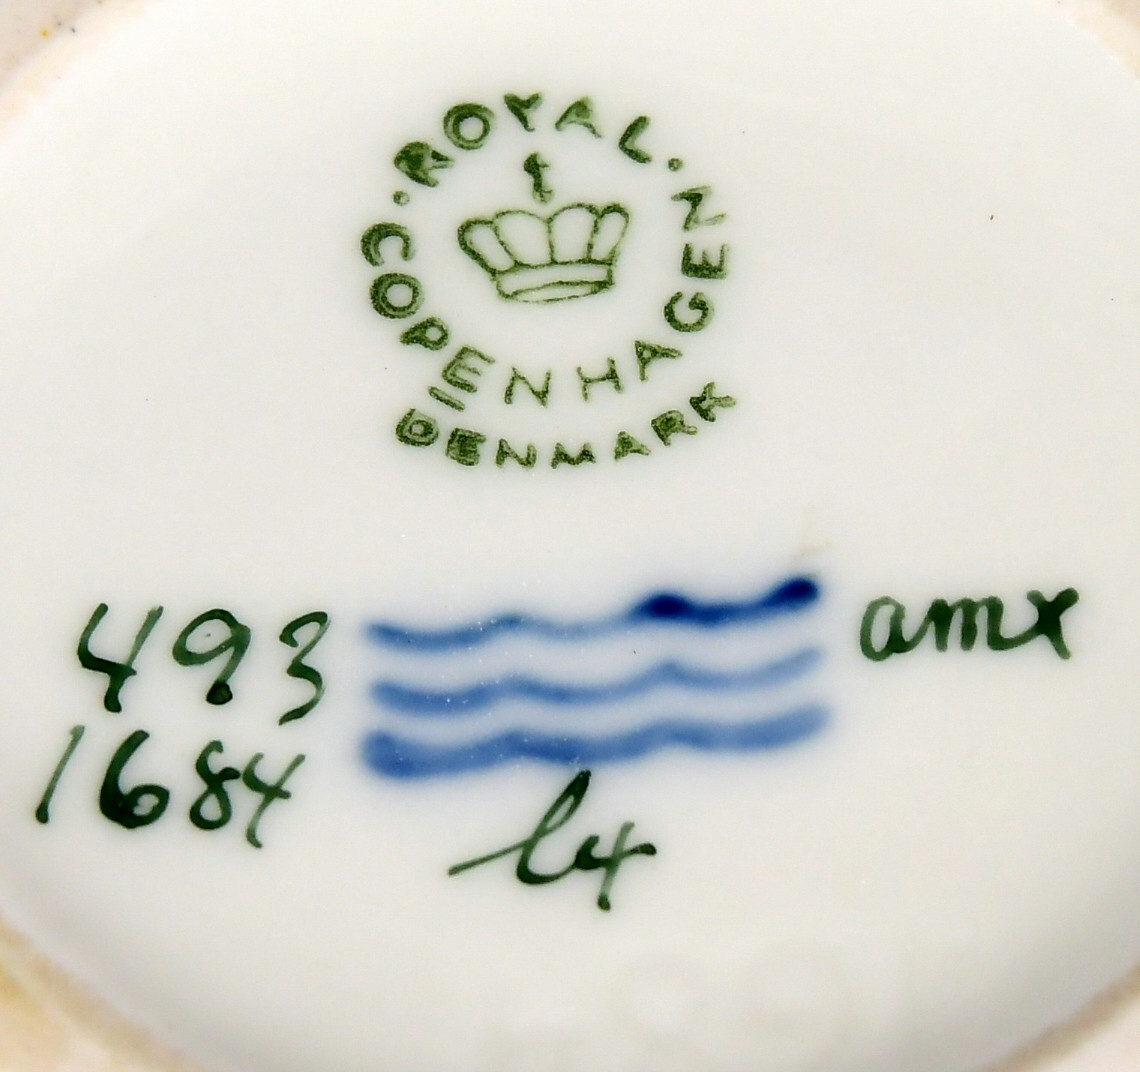 ROYAL
COPENHAGEN
DENMARK
493
1684
amx
l4